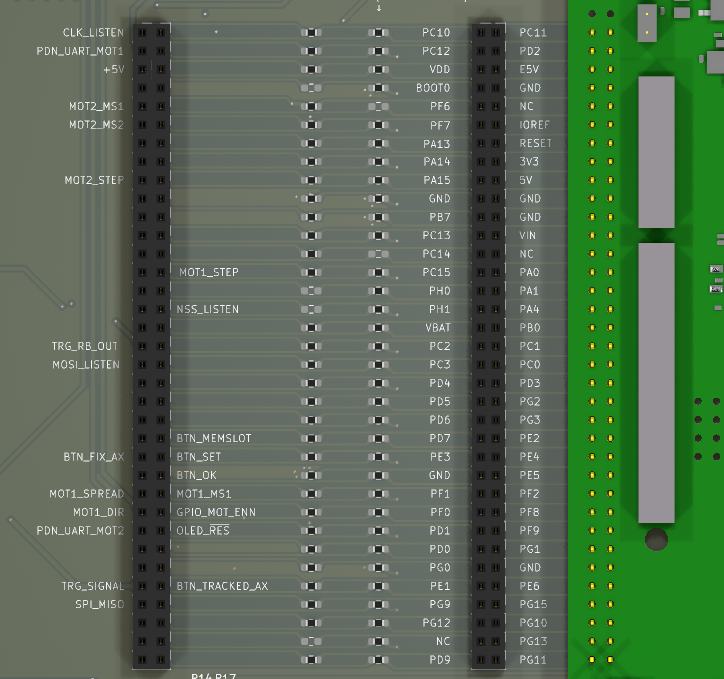 CLK_LISTEN PC10 PC11
PDN_UART_MOT1 PC12 PD2
+5V VDD E5V
BOOT0 GND
MOT2_MS1 PF6 NC
MOT2_MS2 PF7 IOREF
PA13 RESET
PA14 3V3
MOT2_STEP PA15 5V
GND GND
PB7 GND
PC13 VIN
PC14 NC
MOT1_STEP PC15 PA0
PH0 PA1
NSS_LISTEN PH1 PA4
VBAT PB0
TRG_RB_OUT PC2 PC1
MOSI_LISTEN PC3 PC0
PD4 PD3
PD5 PG2
PD6 PG3
BTN_MEMSLOT PD7 PE2
BTN_FIX_AX BTN_SET PE3 PE4
BTN_OK GND PE5
MOT1_SPREAD MOT1_MS1 PF1 PF2
MOT1_DIR GPIO_MOT_ENN PF0 PF8
PDN_UART_MOT2 OLED_RES PD1 PF9
PD0 PG1
PG0 GND
TRG_SIGNAL BTN_TRACKED_AX PE1 PE6
SPI_MISO PG9 PG15
PG12 PG10
NC PG13
PD9 PG11
R14 R17